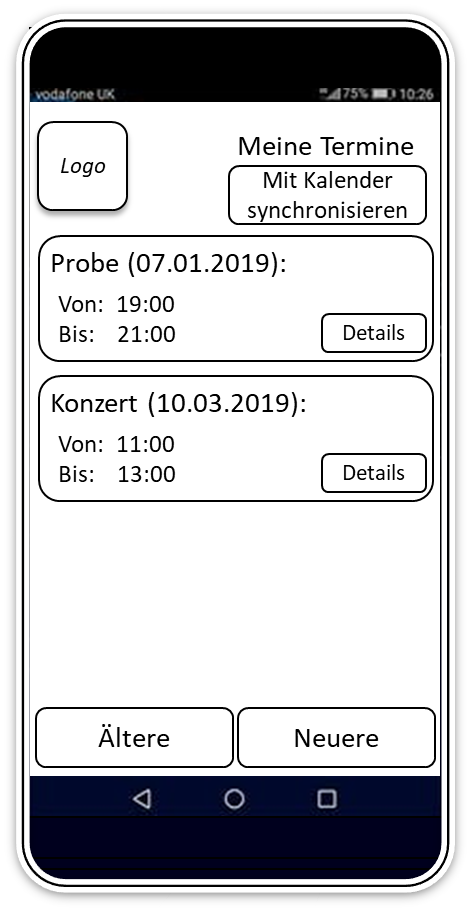 vodafone UK 75% 10:26
Logo
Meine Termine
Mit Kalender
synchronisieren
Probe (07.01.2019):
Von: 19:00
Bis: 21:00
Details
Konzert (10.03.2019):
Von: 11:00
Bis: 13:00
Details
Ältere Neuere